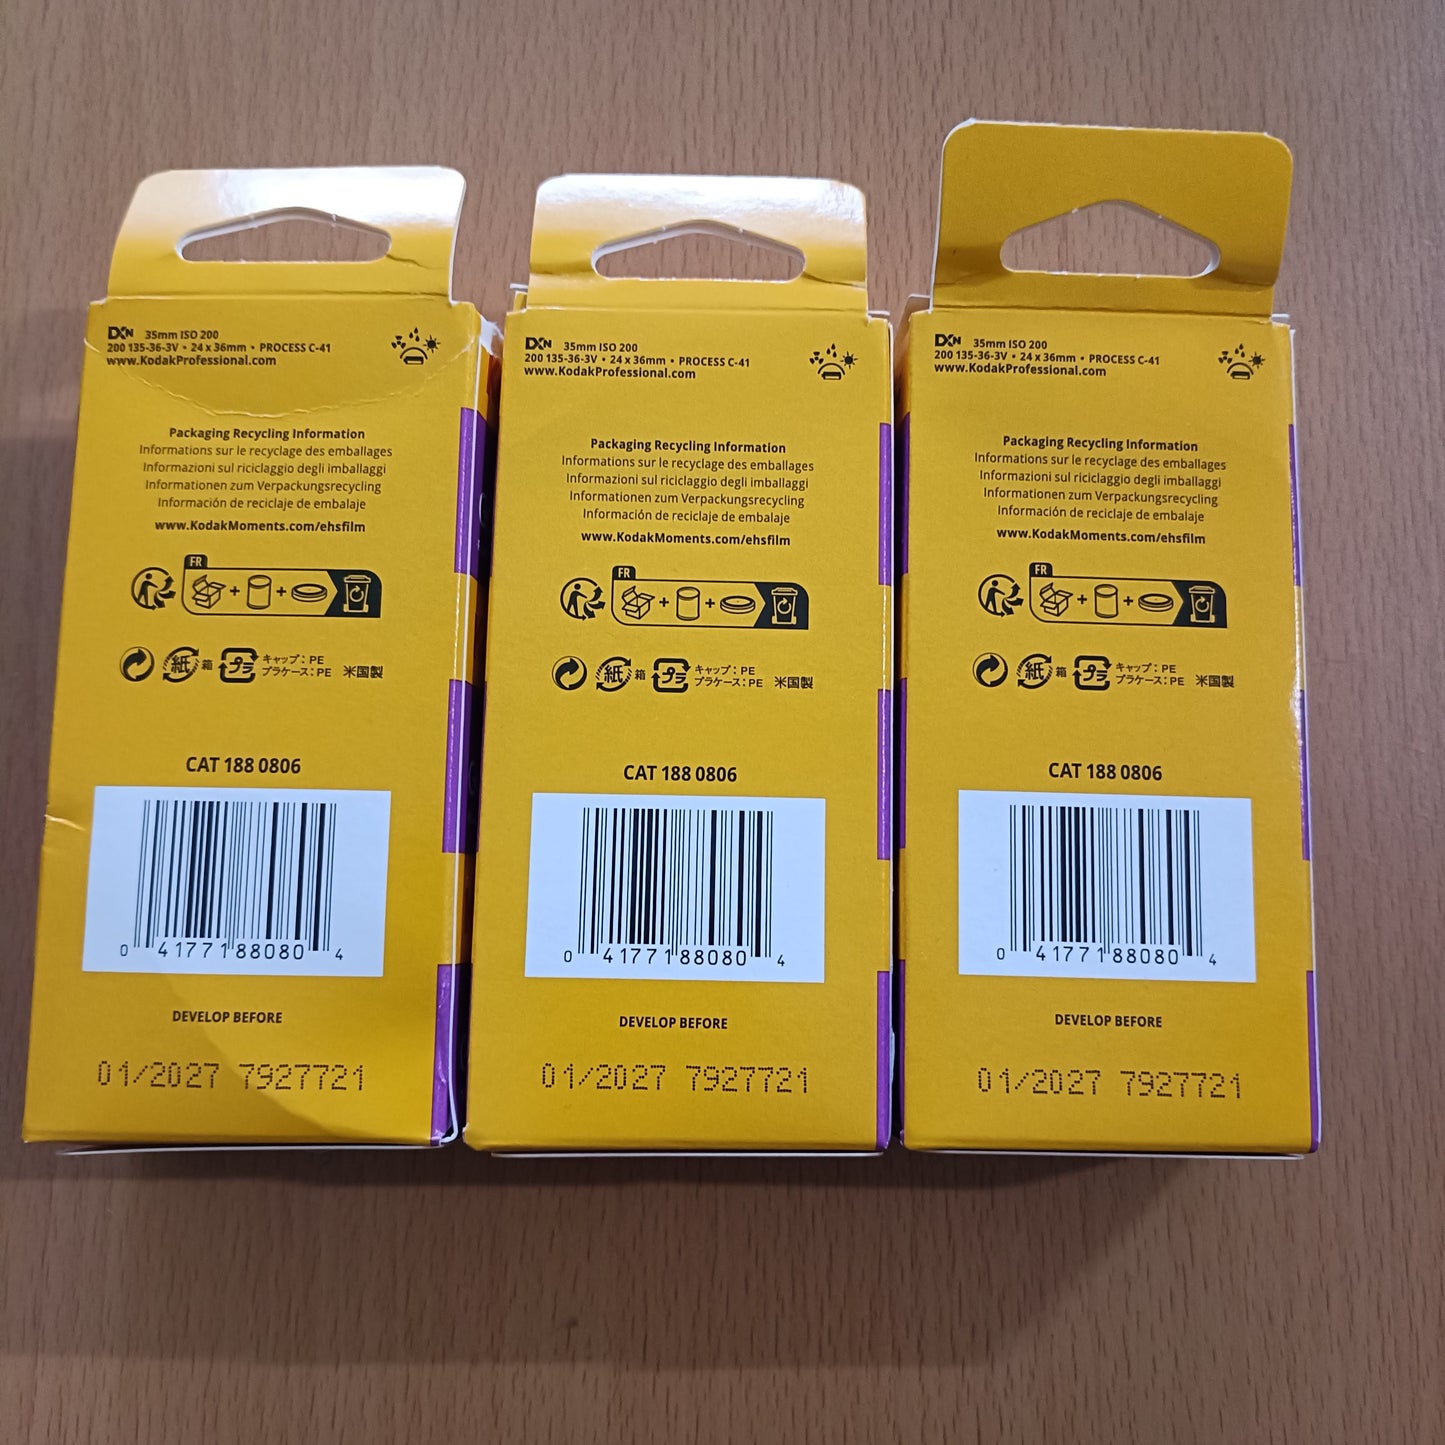 DXN 35mm ISO 200
200 135-36-3V • 24 x 36mm • PROCESS C-41
www.KodakProfessional.com
Packaging Recycling Information
Informations sur le recyclage des emballages
Informazioni sul riciclaggio degli imballaggi
Informationen zum Verpackungsrecycling
Información de reciclaje de embalaje
www.KodakMoments.com/ehsfilm
FR
紙 箱 プラ キャップ：PE
プラケース：PE 米国製
CAT 188 0806
0 41771 88080 4
DEVELOP BEFORE
01/2027 7927721
DXN 35mm ISO 200
200 135-36-3V • 24 x 36mm • PROCESS C-41
www.KodakProfessional.com
Packaging Recycling Information
Informations sur le recyclage des emballages
Informazioni sul riciclaggio degli imballaggi
Informationen zum Verpackungsrecycling
Información de reciclaje de embalaje
www.KodakMoments.com/ehsfilm
FR
紙 箱 プラ キャップ：PE
プラケース：PE 米国製
CAT 188 0806
0 41771 88080 4
DEVELOP BEFORE
01/2027 7927721
DXN 35mm ISO 200
200 135-36-3V • 24 x 36mm • PROCESS C-41
www.KodakProfessional.com
Packaging Recycling Information
Informations sur le recyclage des emballages
Informazioni sul riciclaggio degli imballaggi
Informationen zum Verpackungsrecycling
Información de reciclaje de embalaje
www.KodakMoments.com/ehsfilm
FR
紙 箱 プラ キャップ：PE
プラケース：PE 米国製
CAT 188 0806
0 41771 88080 4
DEVELOP BEFORE
01/2027 7927721